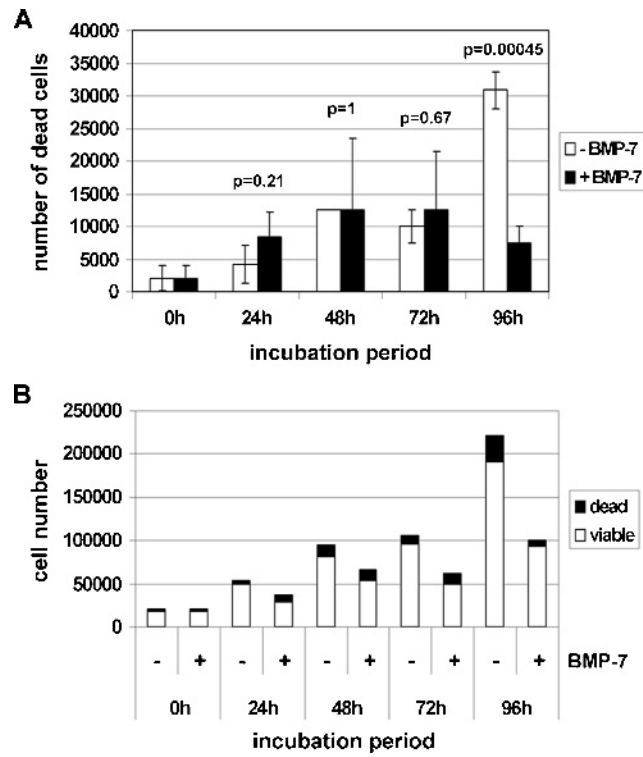 A
number of dead cells
40000
35000
30000
25000
20000
15000
10000
5000
0
p=0.21
p=1
p=0.67
p=0.00045
- BMP-7
+ BMP-7
0h 24h 48h 72h 96h
incubation period
B
cell number
250000
200000
150000
100000
50000
0
dead
viable
- + - + - + - + - + BMP-7
0h 24h 48h 72h 96h
incubation period